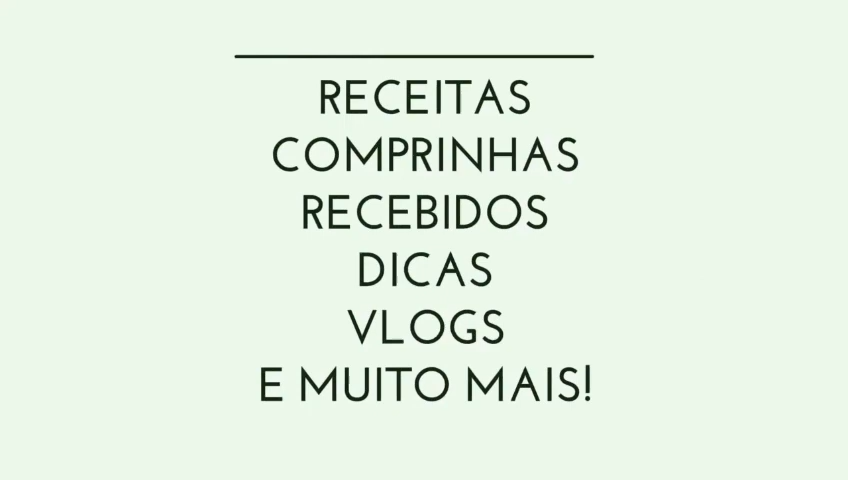 RECEITAS
COMPRINHAS
RECEBIDOS
DICAS
VLOGS
E MUITO MAIS!